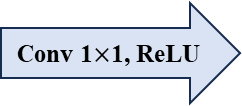 Conv 1×1, ReLU